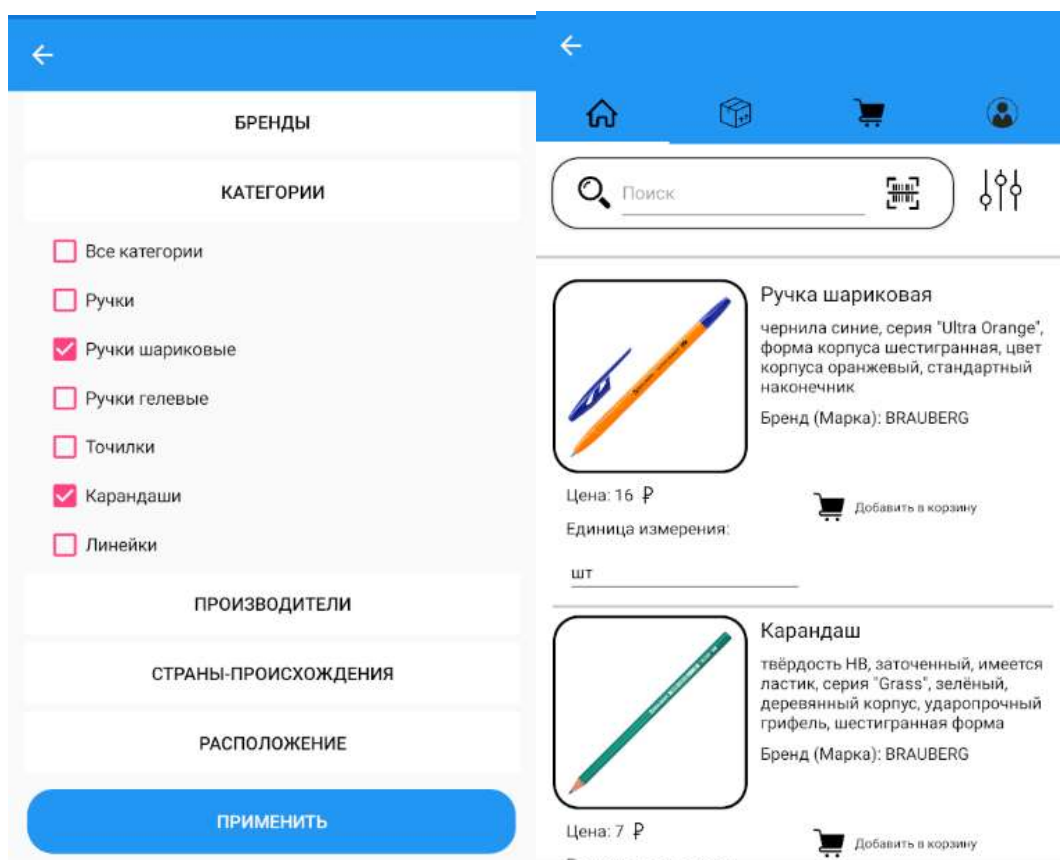 БРЕНДЫ
КАТЕГОРИИ
Все категории
Ручки
Ручки шариковые
Ручки гелевые
Точилки
Карандаши
Линейки
ПРОИЗВОДИТЕЛИ
СТРАНЫ-ПРОИСХОЖДЕНИЯ
РАСПОЛОЖЕНИЕ
ПРИМЕНИТЬ
Поиск
Ручка шариковая
чернила синие, серия "Ultra Orange",
форма корпуса шестигранная, цвет
корпуса оранжевый, стандартный
наконечник
Бренд (Марка): BRAUBERG
Цена: 16 ₽
Добавить в корзину
Единица измерения:
шт
Карандаш
твёрдость HB, заточенный, имеется
ластик, серия "Grass", зелёный,
деревянный корпус, ударопрочный
грифель, шестигранная форма
Бренд (Марка): BRAUBERG
Цена: 7 ₽
Добавить в корзину